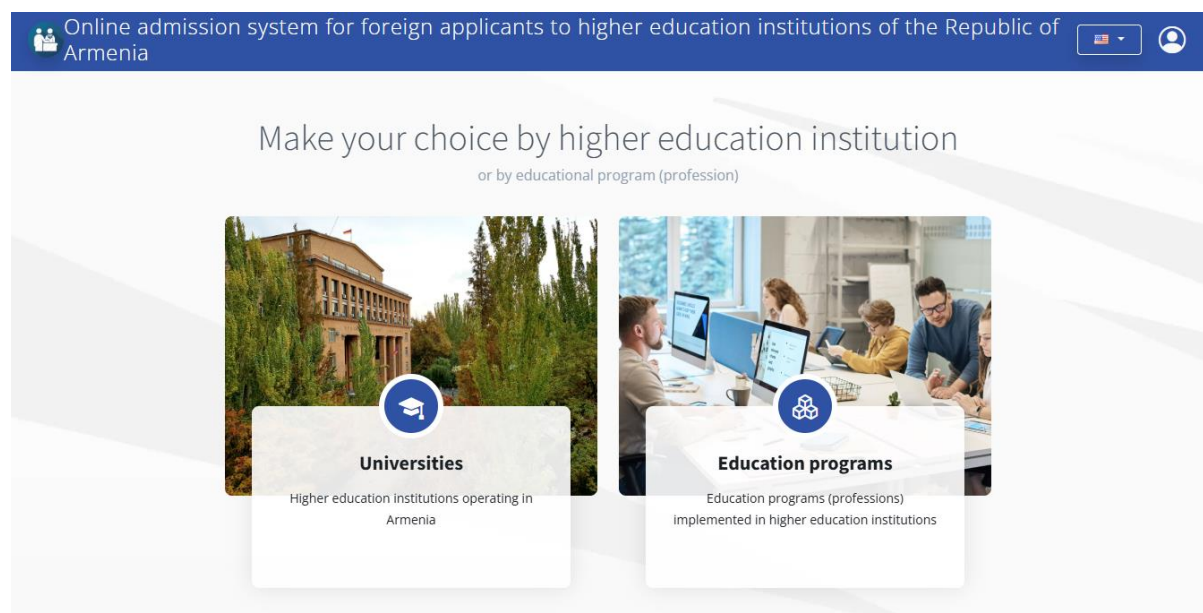 Online admission system for foreign applicants to higher education institutions of the Republic of
Armenia
Make your choice by higher education institution
or by educational program (profession)
Universities
Higher education institutions operating in
Armenia
Education programs
Education programs (professions)
implemented in higher education institutions